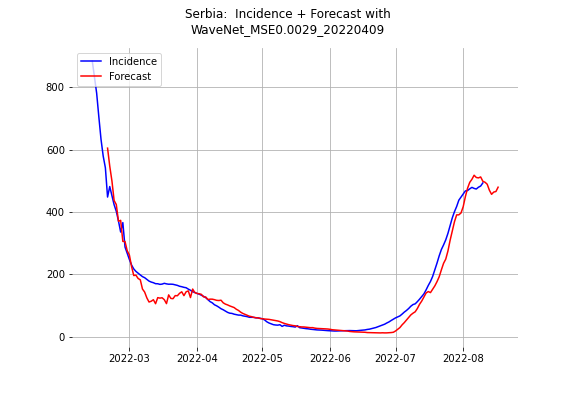 Serbia:  Incidence + Forecast with
WaveNet_MSE0.0029_20220409
Incidence
Forecast
800
600
400
200
0
2022-03
2022-04
2022-05
2022-06
2022-07
2022-08